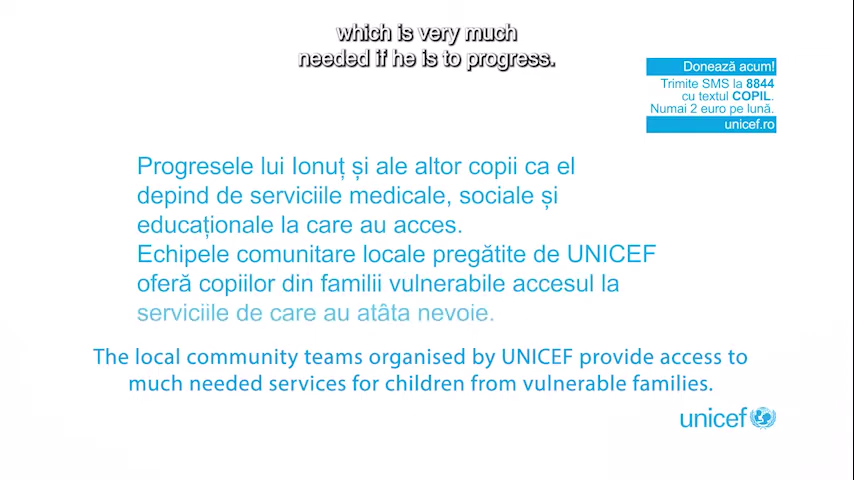 which is very much
needed if he is to progress.
Donează acum!
Trimite SMS la 8844
cu textul COPIL.
Numai 2 euro pe lună.
unicef.ro
Progresele lui Ionuț și ale altor copii ca el
depind de serviciile medicale, sociale și
educaționale la care au acces.
Echipele comunitare locale pregătite de UNICEF
oferă copiilor din familii vulnerabile accesul la
serviciile de care au atâta nevoie.
The local community teams organised by UNICEF provide access to
much needed services for children from vulnerable families.
unicef